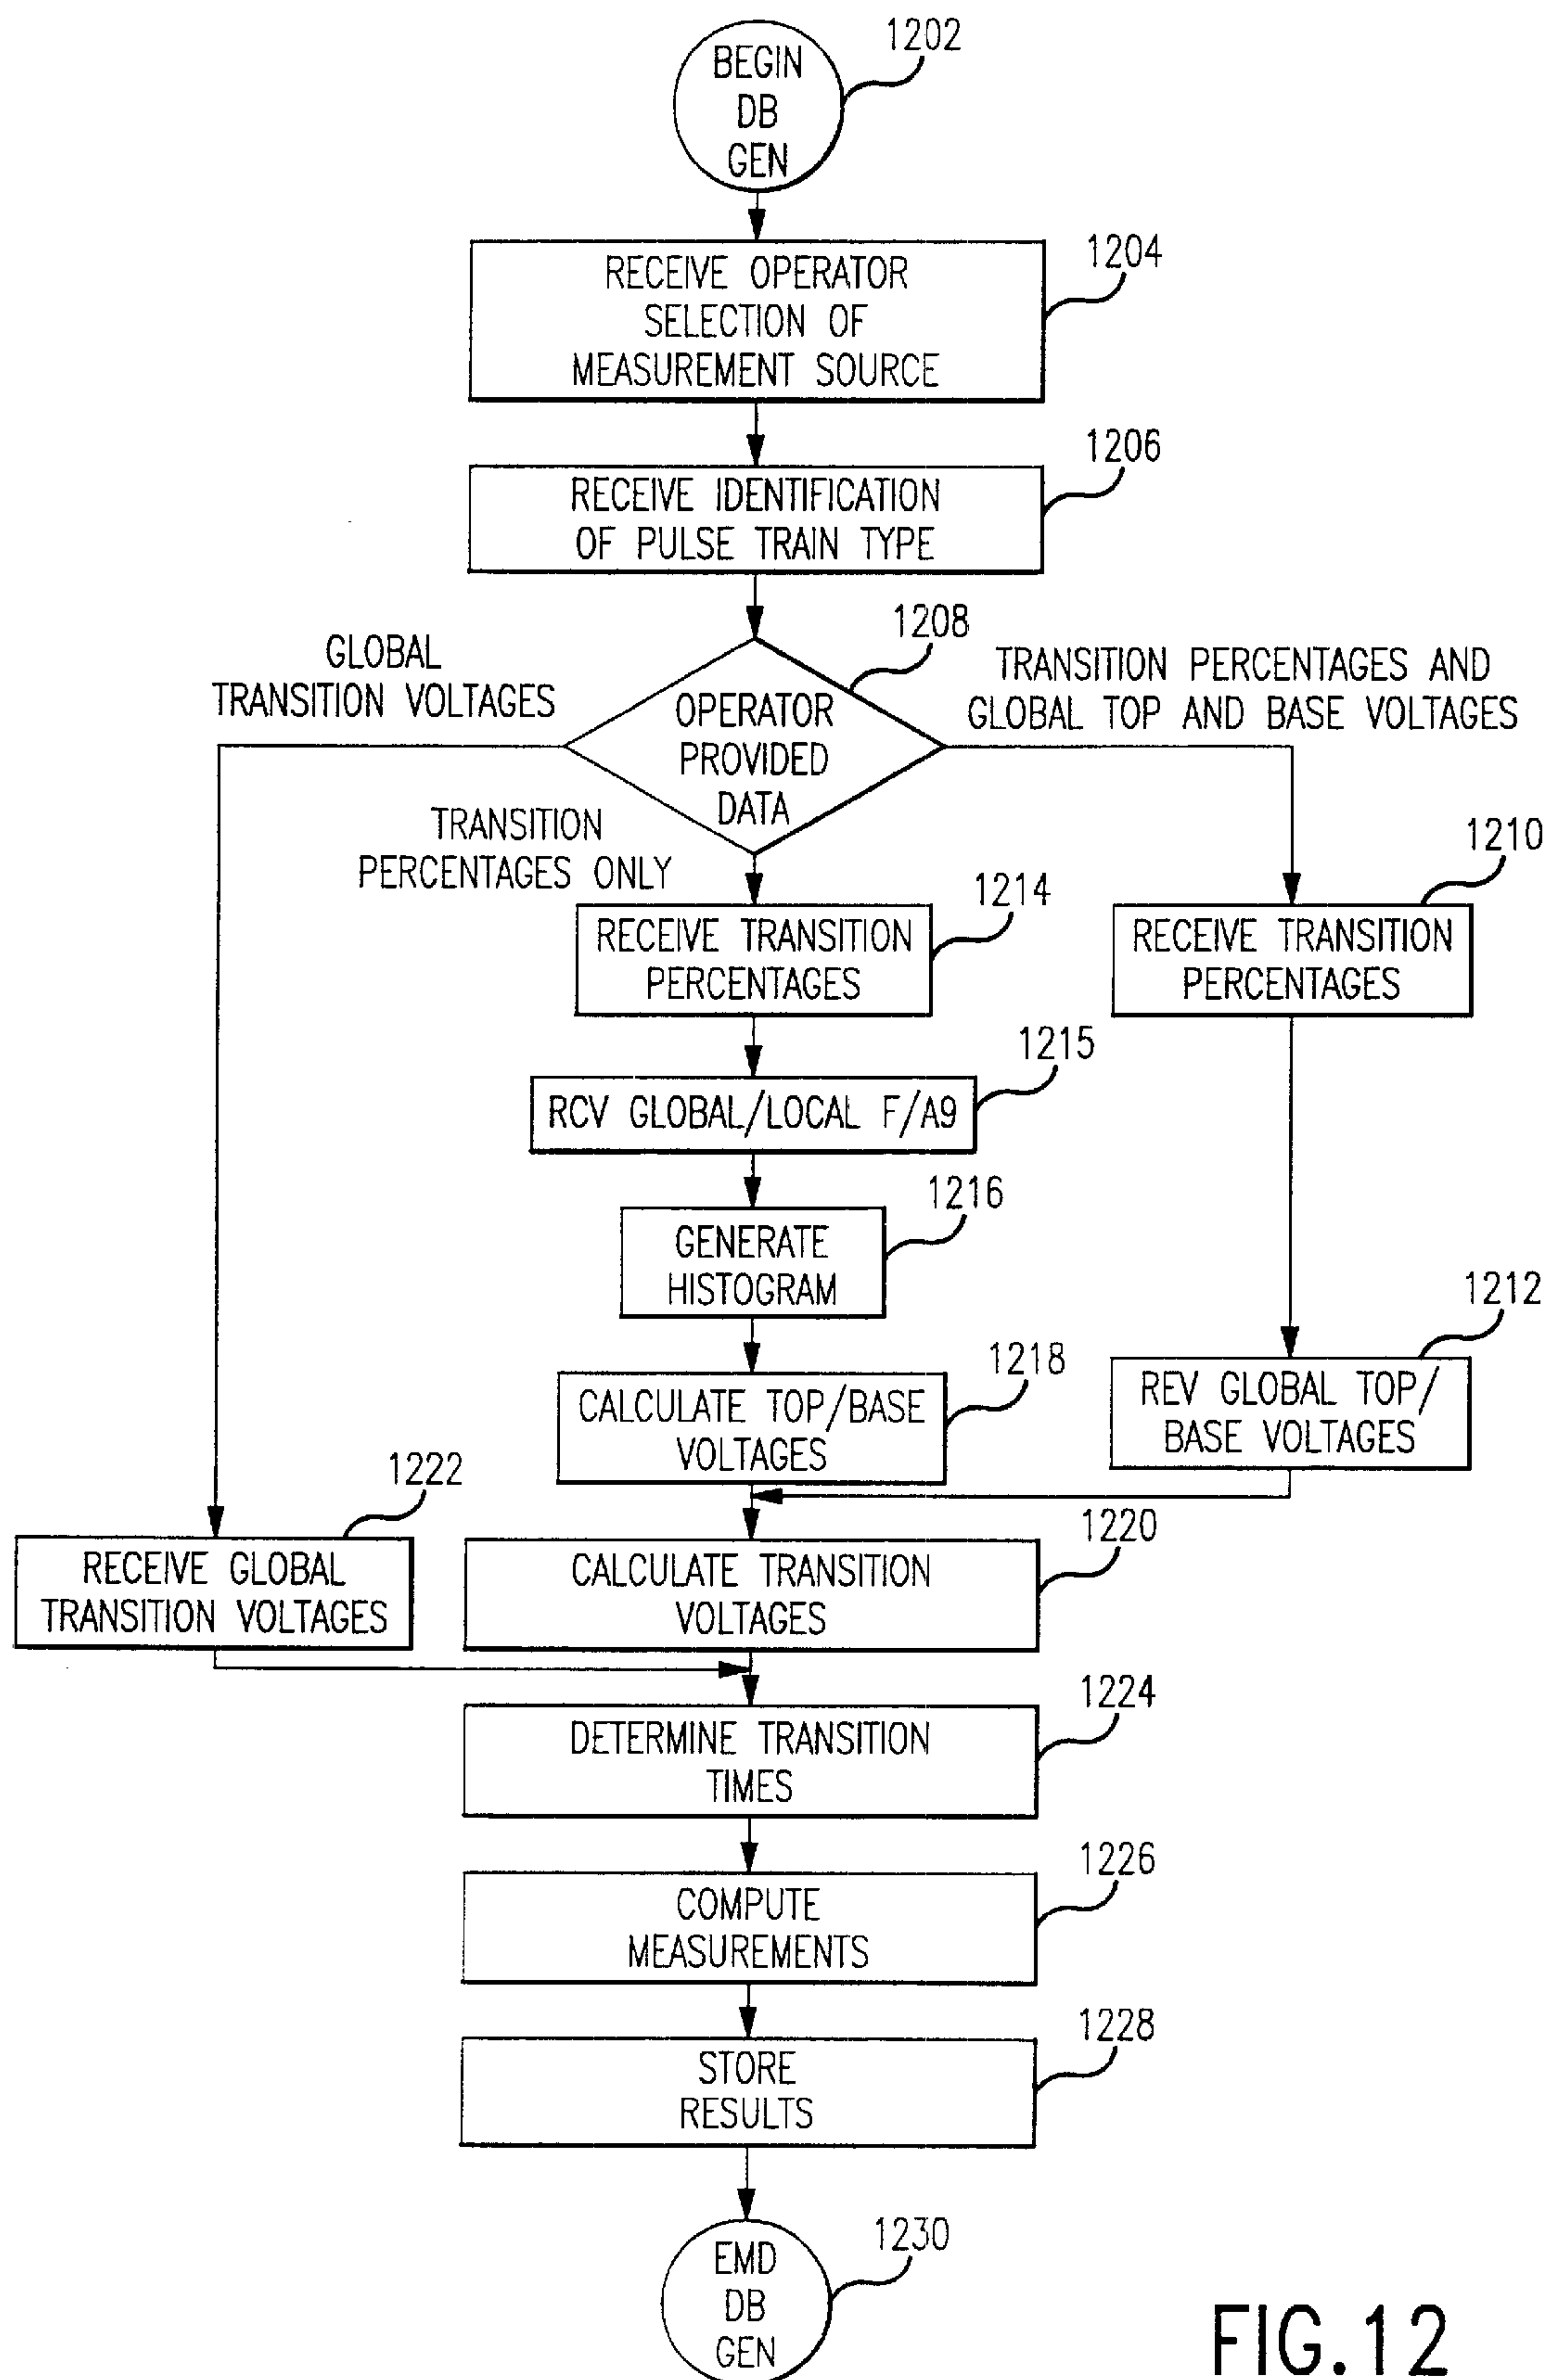 1202
BEGIN
DB
GEN
1204
RECEIVE OPERATOR
SELECTION OF
MEASUREMENT SOURCE
1206
RECEIVE IDENTIFICATION
OF PULSE TRAIN TYPE
1208
GLOBAL
TRANSITION VOLTAGES
OPERATOR
PROVIDED
DATA
TRANSITION PERCENTAGES AND
GLOBAL TOP AND BASE VOLTAGES
TRANSITION
PERCENTAGES ONLY
1214
RECEIVE TRANSITION
PERCENTAGES
1210
RECEIVE TRANSITION
PERCENTAGES
1215
RCV GLOBAL/LOCAL F/A9
1216
GENERATE
HISTOGRAM
1218
CALCULATE TOP/BASE
VOLTAGES
1212
REV GLOBAL TOP/
BASE VOLTAGES
1222
RECEIVE GLOBAL
TRANSITION VOLTAGES
1220
CALCULATE TRANSITION
VOLTAGES
1224
DETERMINE TRANSITION
TIMES
1226
COMPUTE
MEASUREMENTS
1228
STORE
RESULTS
1230
EMD
DB
GEN
FIG.12